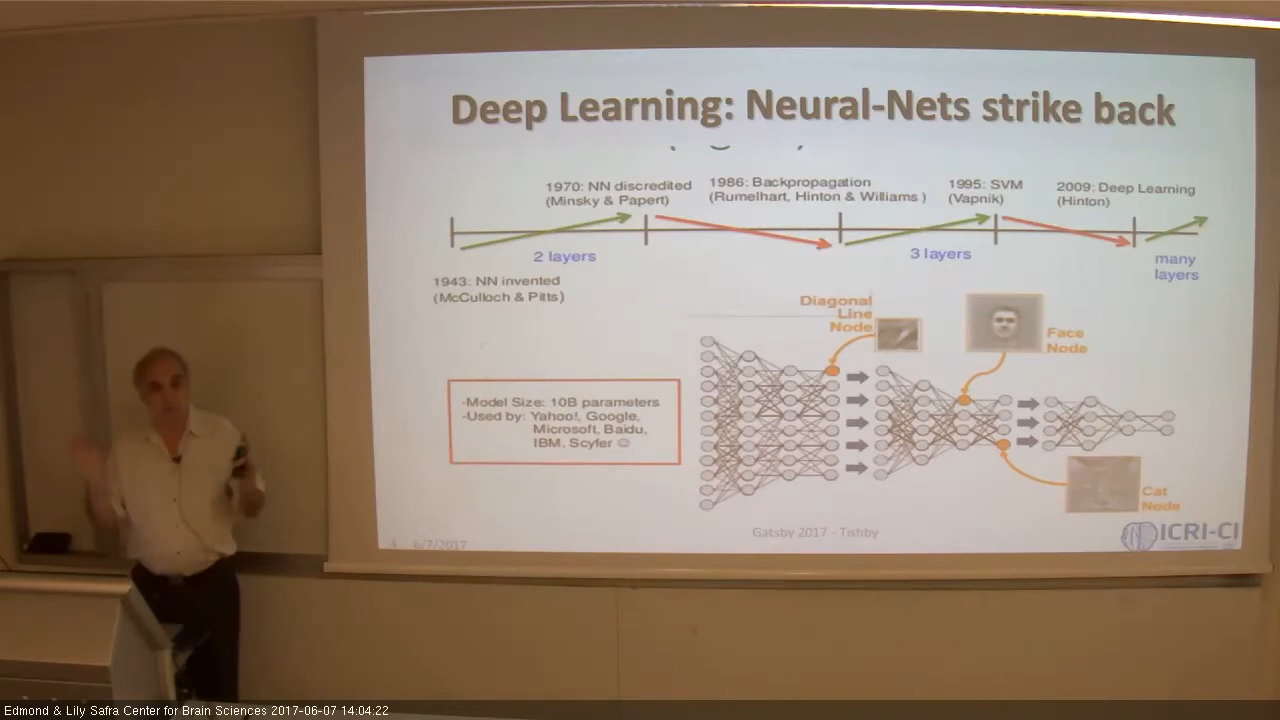 Deep Learning: Neural-Nets strike back
1970: NN discredited
(Minsky & Papert)
1986: Backpropagation
(Rumelhart, Hinton & Williams )
1995: SVM
(Vapnik)
2009: Deep Learning
(Hinton)
2 layers
3 layers
many
layers
1943: NN invented
(McCulloch & Pitts)
Diagonal
Line
Node
Face
Node
-Model Size: 10B parameters
-Used by: Yahoo!, Google,
Microsoft, Baidu,
IBM, Scyfer ☺
Cat
Node
4 6/7/2017
Gatsby 2017 - Tishby
ICRI-CI
Edmond & Lily Safra Center for Brain Sciences 2017-06-07 14:04:22